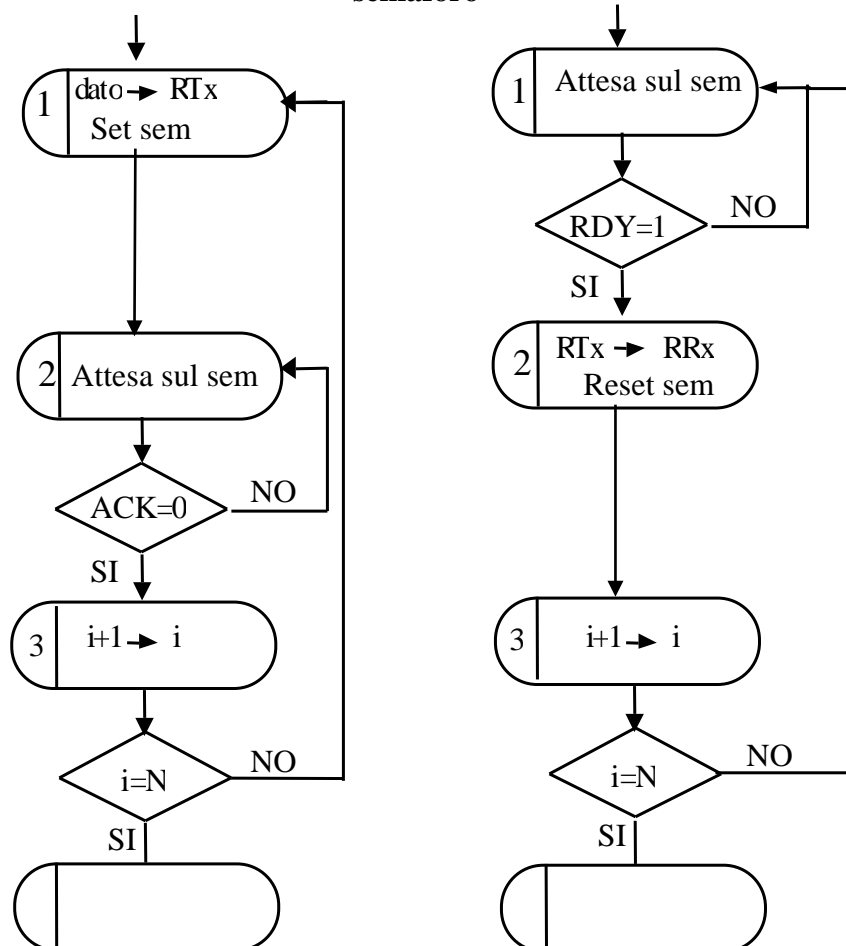 semaforo
1
dato → RTx
Set sem
2
Attesa sul sem
ACK=0
NO
SI
3
i+1 → i
i=N
NO
SI
1
Attesa sul sem
RDY=1
NO
SI
2
RTx → RRx
Reset sem
3
i+1 → i
i=N
NO
SI